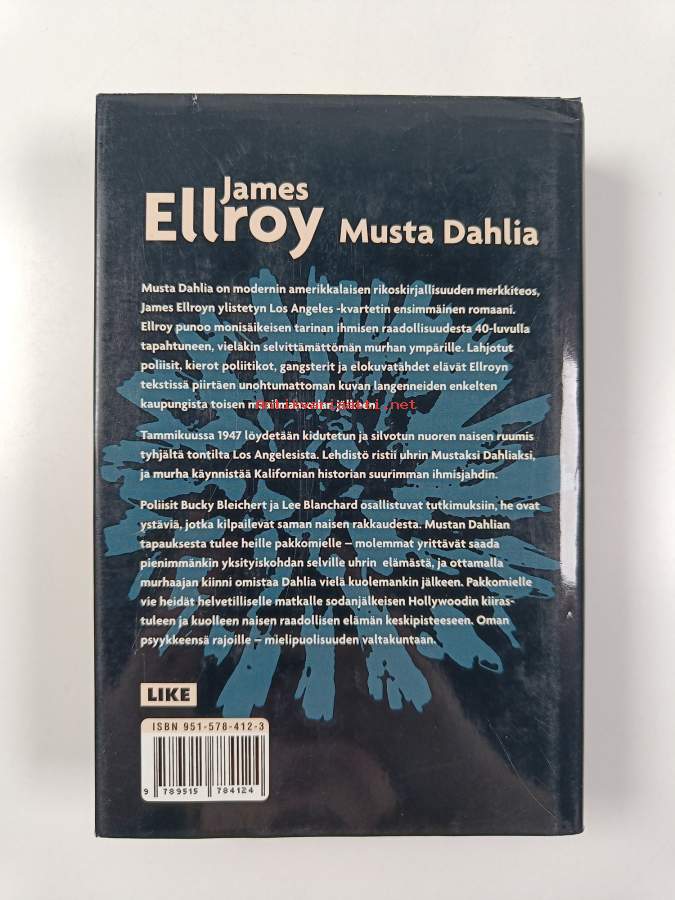 James
Ellroy Musta Dahlia
Musta Dahlia on modernin amerikkalaisen rikoskirjallisuuden merkkiteos,
James Ellroyn ylistetyn Los Angeles -kvartetin ensimmäinen romaani.
Ellroy punoo monisäikeisen tarinan ihmisen raadollisuudesta 40-luvulla
tapahtuneen, vieläkin selvittämättömän murhan ympärille. Lahjotut
poliisit, kierot poliitikot, gangsterit ja elokuvatähdet elävät Ellroyn
tekstissä piirtäen unohtumattoman kuvan langenneiden enkelten
kaupungista toisen jälkeen.
Tammikuussa 1947 löydetään kidutetun ja silvotun nuoren naisen ruumis
tyhjältä tontilta Los Angelesista. Lehdistö ristii uhrin Mustaksi Dahliaksi,
ja murha käynnistää Kalifornian historian suurimman ihmisjahdin.
Poliisit Bucky Bleichert ja Lee Blanchard osallistuvat tutkimuksiin, he ovat
ystäviä, jotka kilpailevat saman naisen rakkaudesta. Mustan Dahlian
tapauksesta tulee heille pakkomielle – molemmat yrittävät saada
pienimmänkin yksityiskohdan selville uhrin elämästä, ja ottamalla
murhaajan kiinni omistaa Dahlia vielä kuolemankin jälkeen. Pakkomielle
vie heidät helvetilliselle matkalle sodanjälkeisen Hollywoodin kiiras-
tuleen ja kuolleen naisen raadollisen elämän keskipisteeseen. Oman
psyykkeensä rajoille – mielipuolisuuden valtakuntaan.
LIKE
ISBN 951-578-412-3
9 789515 784124